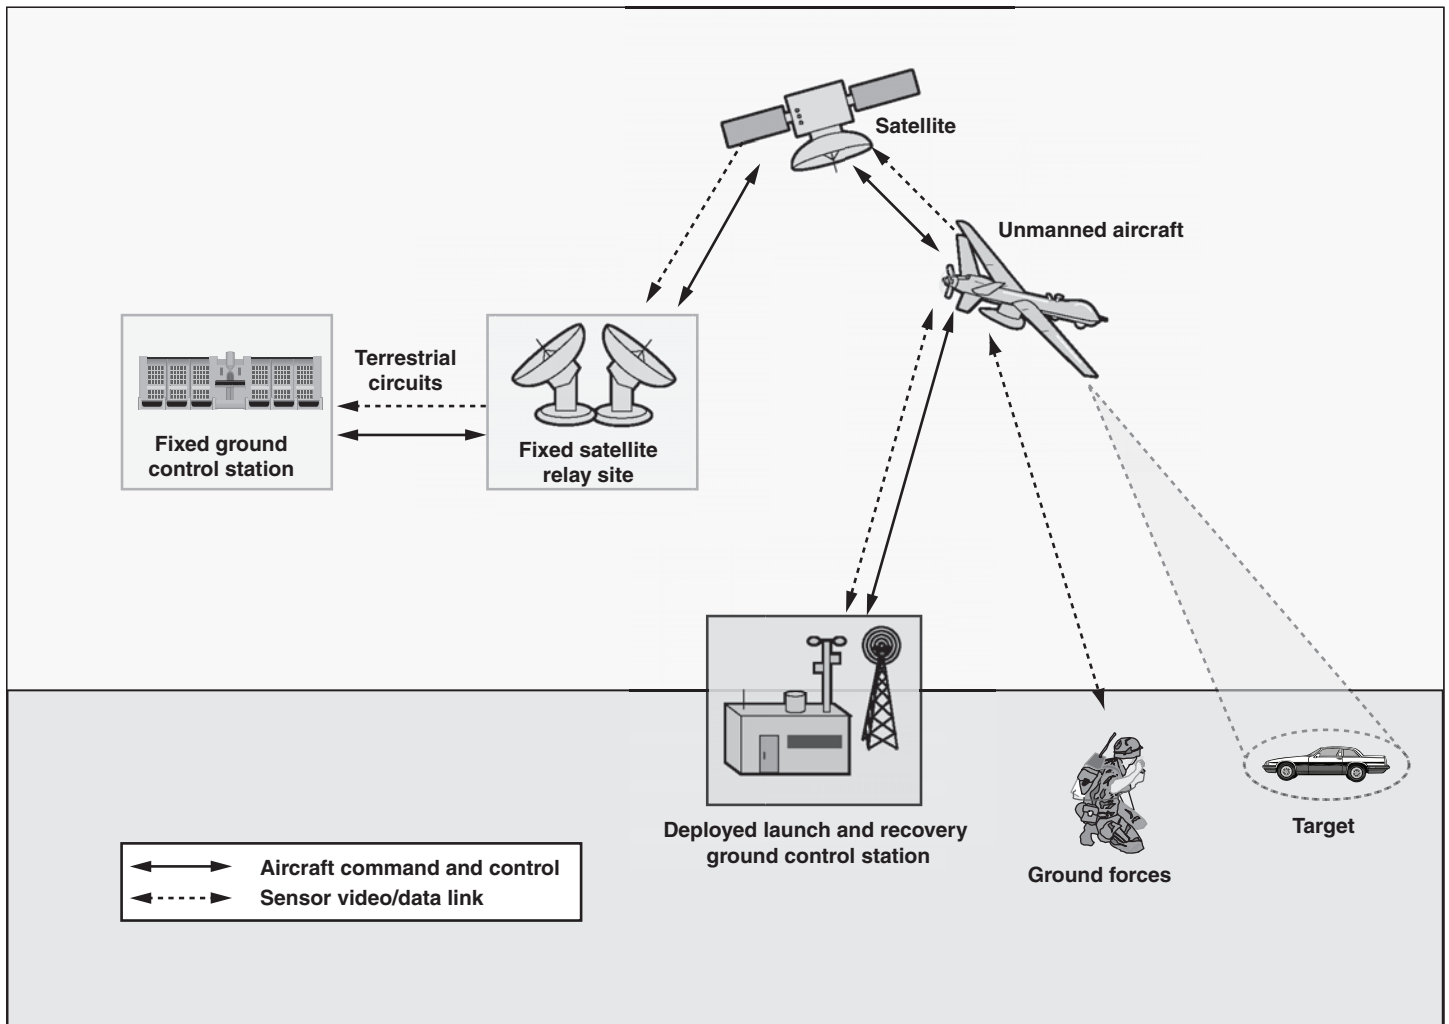 Satellite
Unmanned aircraft
Terrestrial
circuits
Fixed ground
control station
Fixed satellite
relay site
Deployed launch and recovery
ground control station
Ground forces
Target
Aircraft command and control
Sensor video/data link